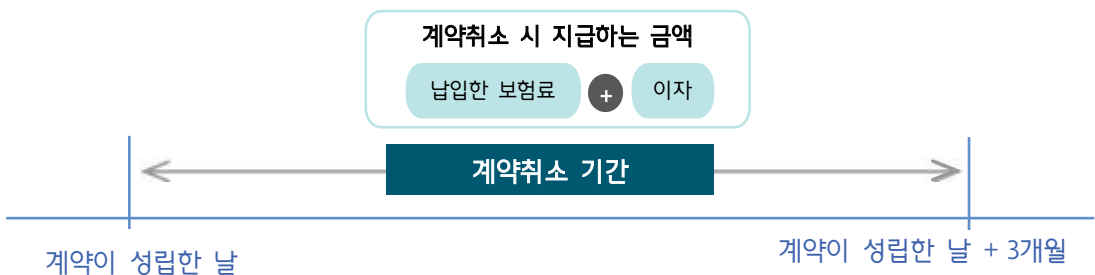 계약취소 시 지급하는 금액
납입한 보험료 + 이자
계약취소 기간
계약이 성립한 날
계약이 성립한 날 + 3개월